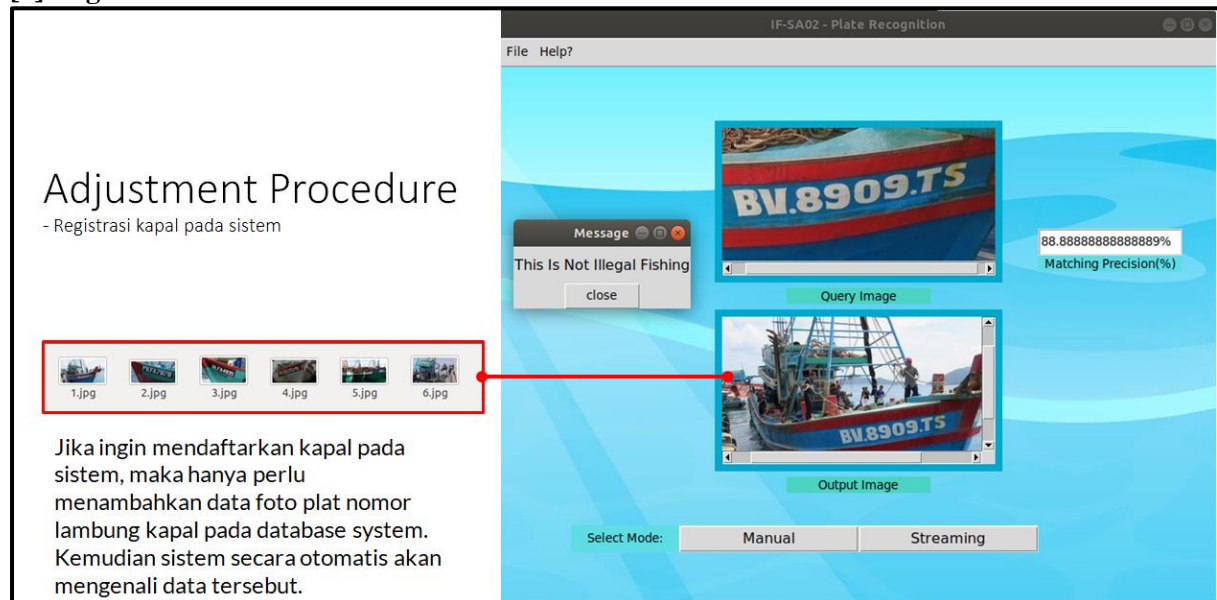 Adjustment Procedure
- Registrasi kapal pada sistem
1.jpg
2.jpg
3.jpg
4.jpg
5.jpg
6.jpg
Jika ingin mendaftarkan kapal pada
sistem, maka hanya perlu
menambahkan data foto plat nomor
lambung kapal pada database system.
Kemudian sistem secara otomatis akan
mengenali data tersebut.
IF-SA02 - Plate Recognition
File Help?
BV.8909.TS
Message
This Is Not Illegal Fishing
close
88.88888888888889%
Matching Precision(%)
Query Image
BV.8909.TS
Output Image
Select Mode:
Manual
Streaming